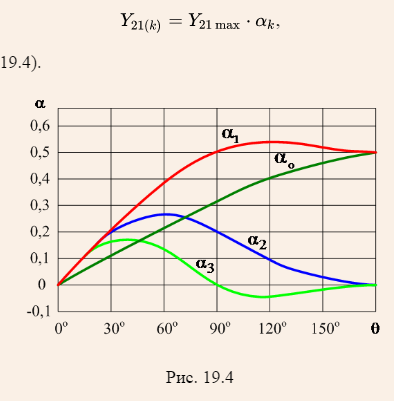 Y₂₁₍ₖ₎ = Y₂₁ max · αₖ,
19.4).
α
0,6
0,5
0,4
0,3
0,2
0,1
0
-0,1
α₁
αₒ
α₂
α₃
0º 30º 60º 90º 120º 150º θ
Рис. 19.4